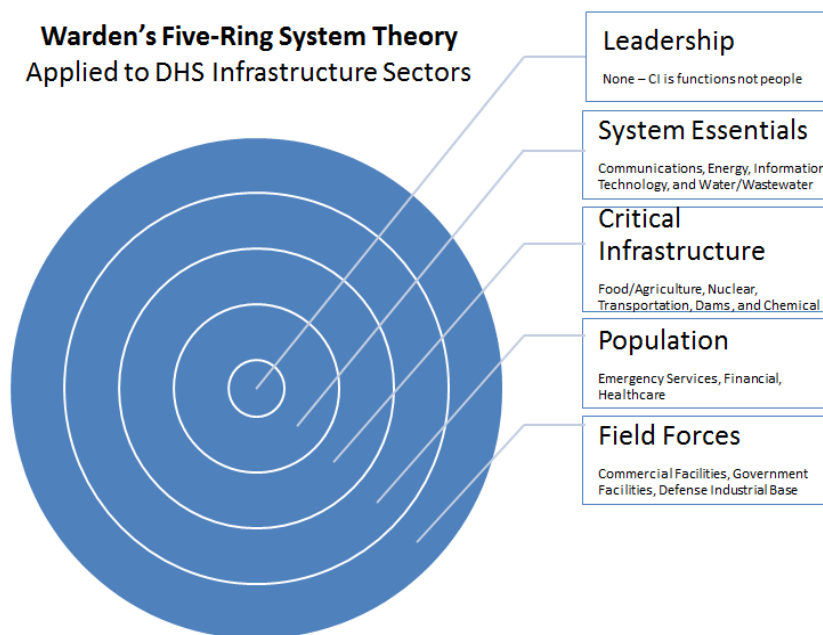 Warden's Five-Ring System Theory
Applied to DHS Infrastructure Sectors
Leadership
None – CI is functions not people
System Essentials
Communications, Energy, Information
Technology, and Water/Wastewater
Critical
Infrastructure
Food/Agriculture, Nuclear,
Transportation, Dams, and Chemical
Population
Emergency Services, Financial,
Healthcare
Field Forces
Commercial Facilities, Government
Facilities, Defense Industrial Base